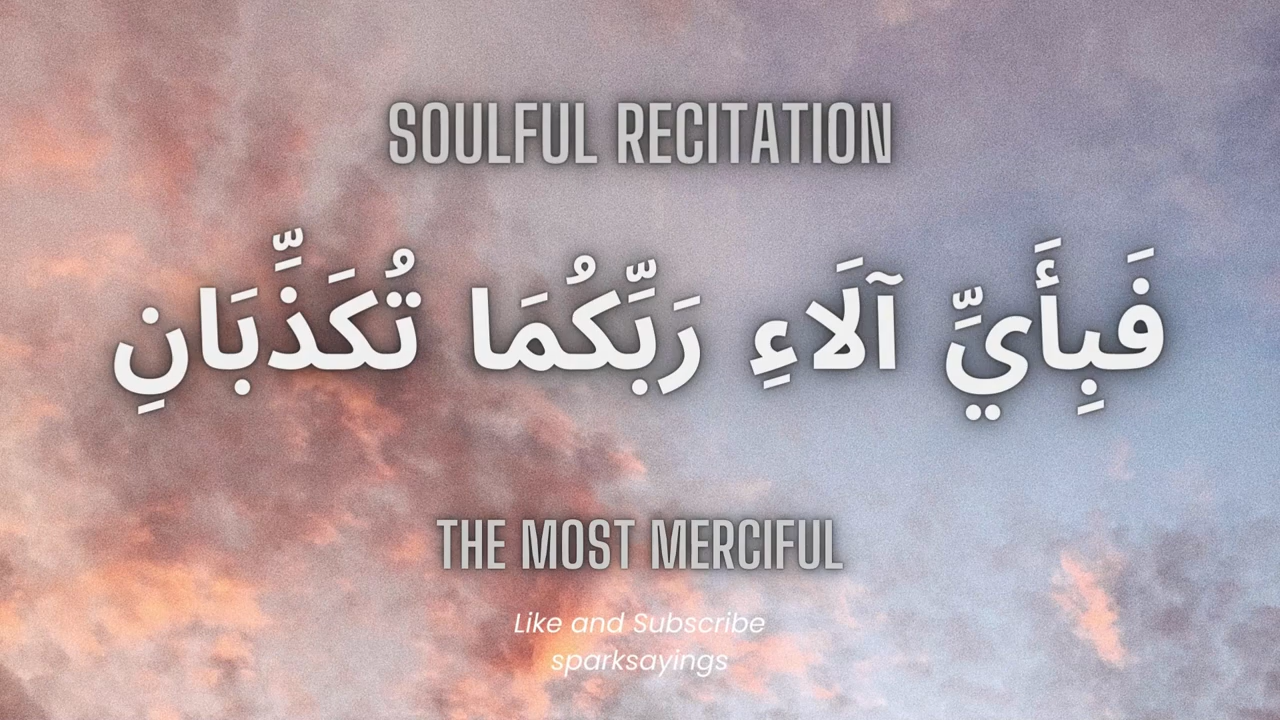 SOULFUL RECITATION
فَبِأَيِّ آلَاءِ رَبِّكُمَا تُكَذِّبَانِ
THE MOST MERCIFUL
Like and Subscribe
sparksayings